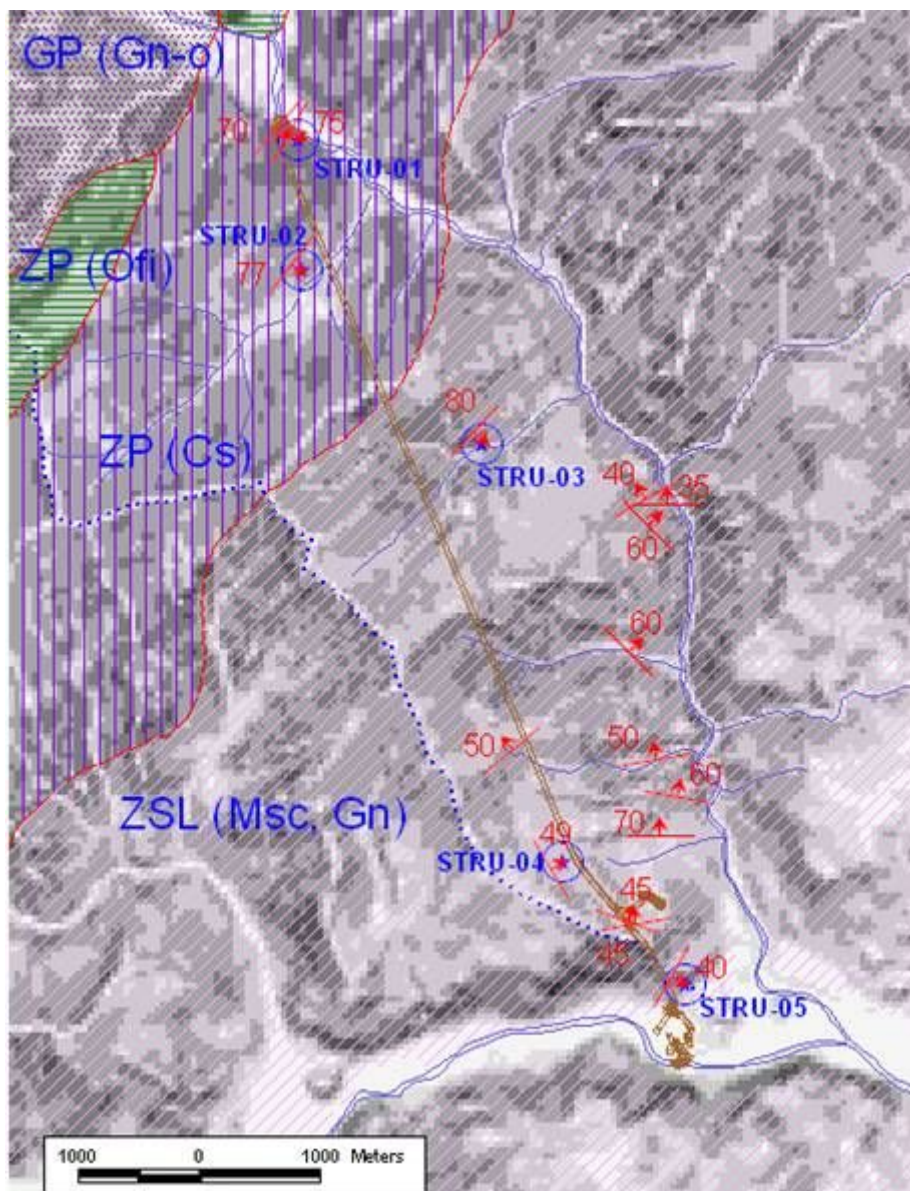 GP (Gn-o)
70
75
STRU-01
STRU-02
ZP (Ofi)
77
80
ZP (Cs)
STRU-03
40
35
60
60
50
50
60
ZSL (Msc, Gn)
70
49
STRU-04
45
45
40
STRU-05
1000 0 1000 Meters